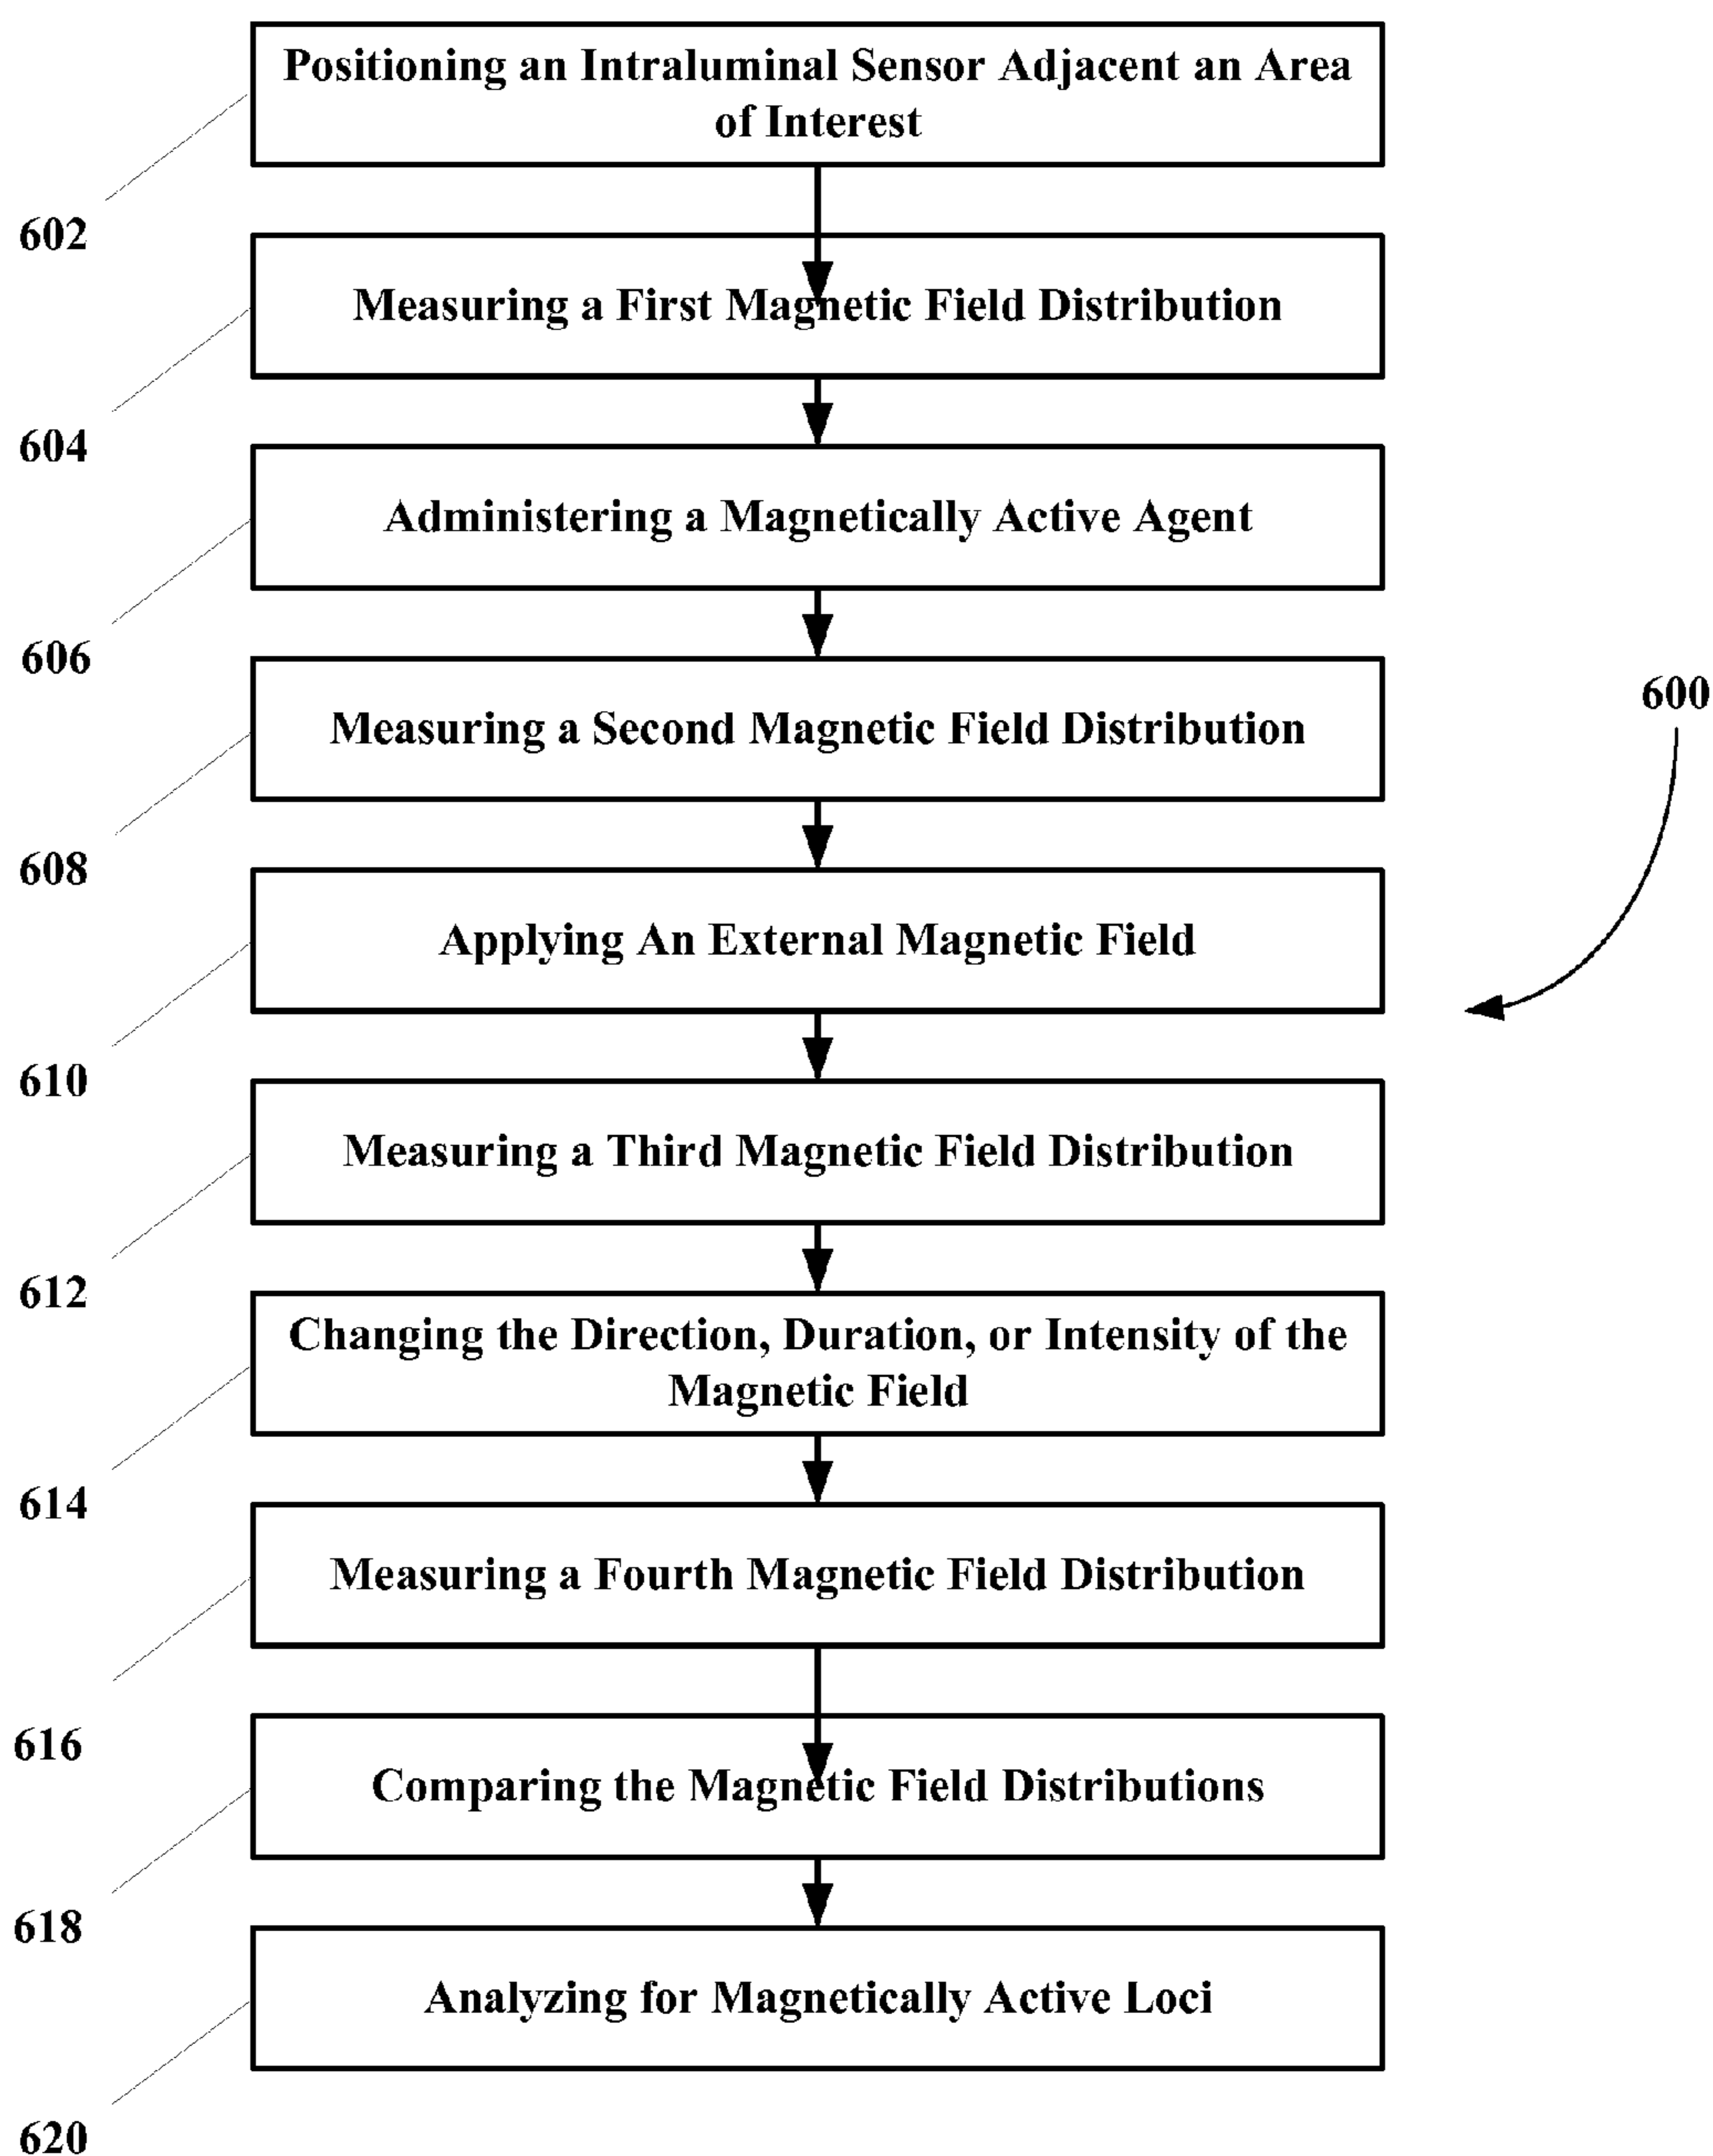 Positioning an Intraluminal Sensor Adjacent an Area
of Interest
602
Measuring a First Magnetic Field Distribution
604
Administering a Magnetically Active Agent
606
Measuring a Second Magnetic Field Distribution
600
608
Applying An External Magnetic Field
610
Measuring a Third Magnetic Field Distribution
612
Changing the Direction, Duration, or Intensity of the
Magnetic Field
614
Measuring a Fourth Magnetic Field Distribution
616
Comparing the Magnetic Field Distributions
618
Analyzing for Magnetically Active Loci
620